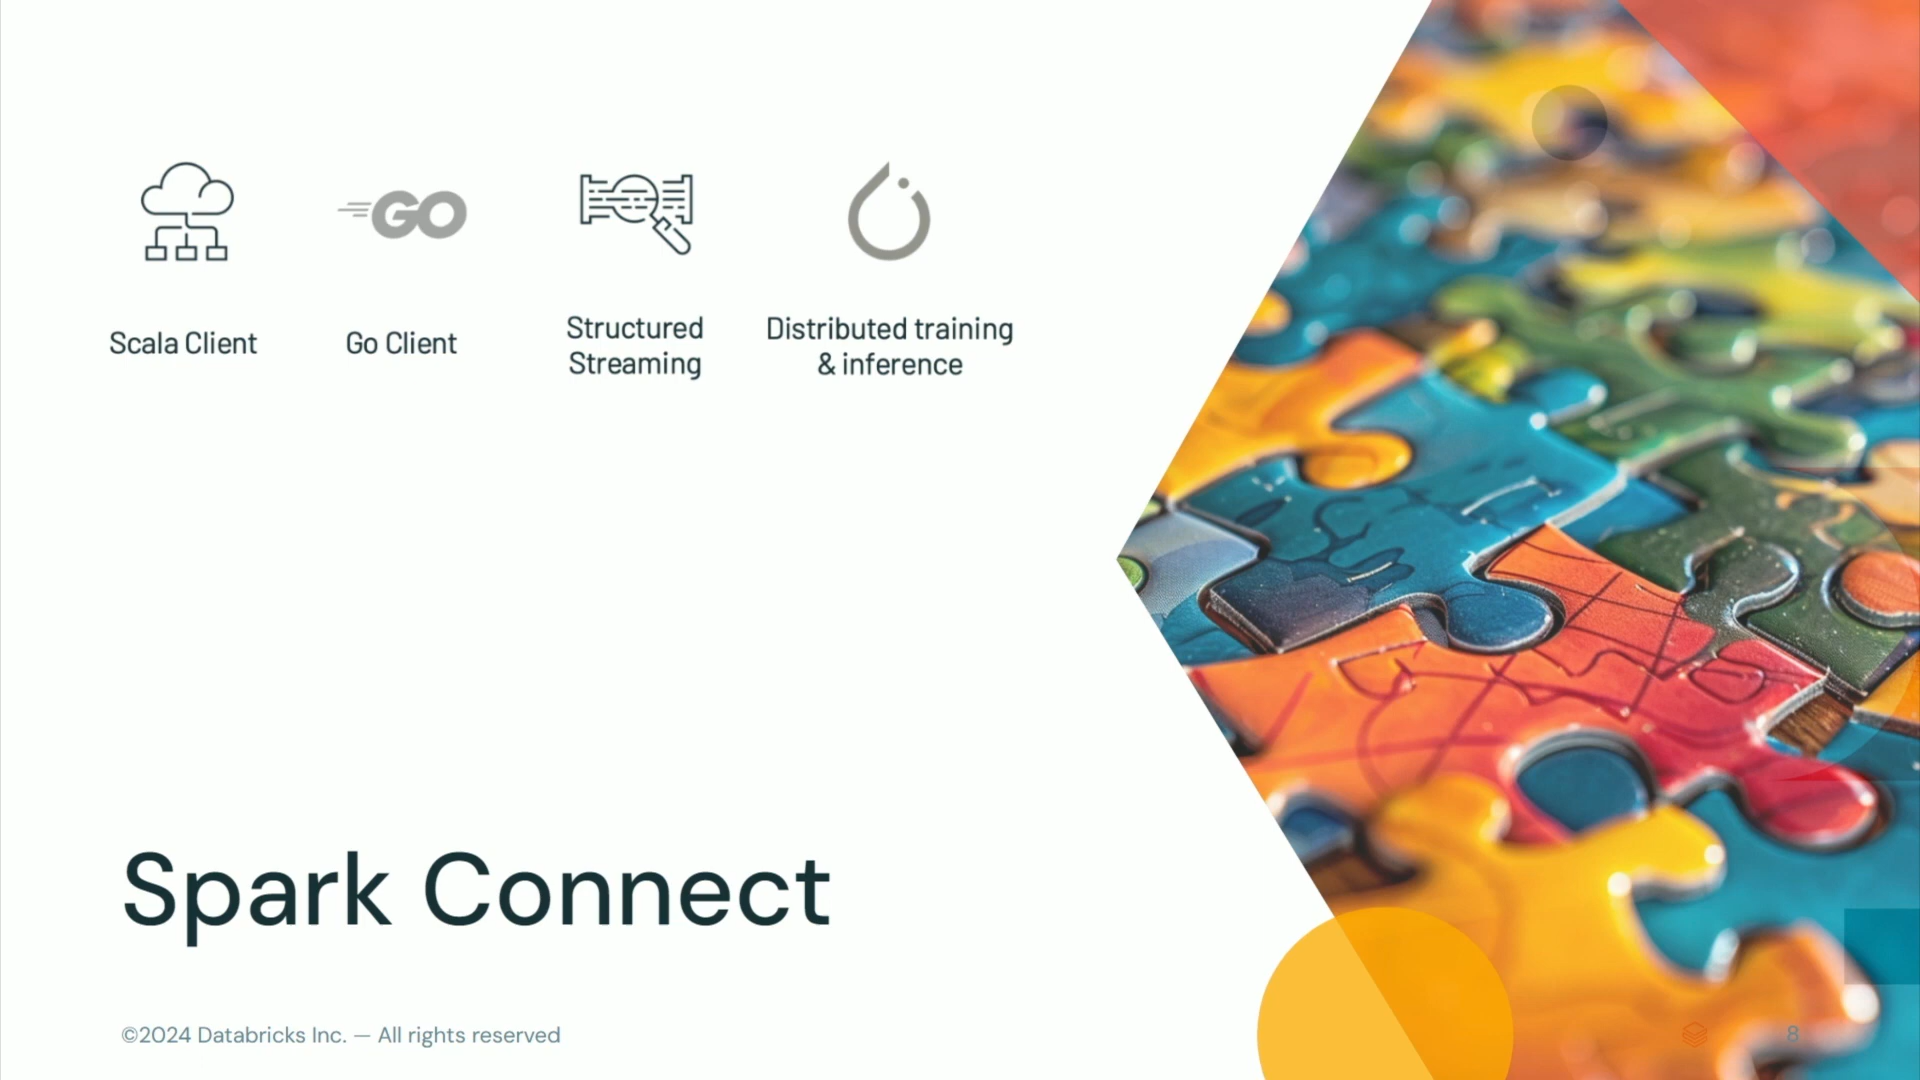 GO
Scala Client
Go Client
Structured
Streaming
Distributed training
& inference
Spark Connect
©2024 Databricks Inc. — All rights reserved
8